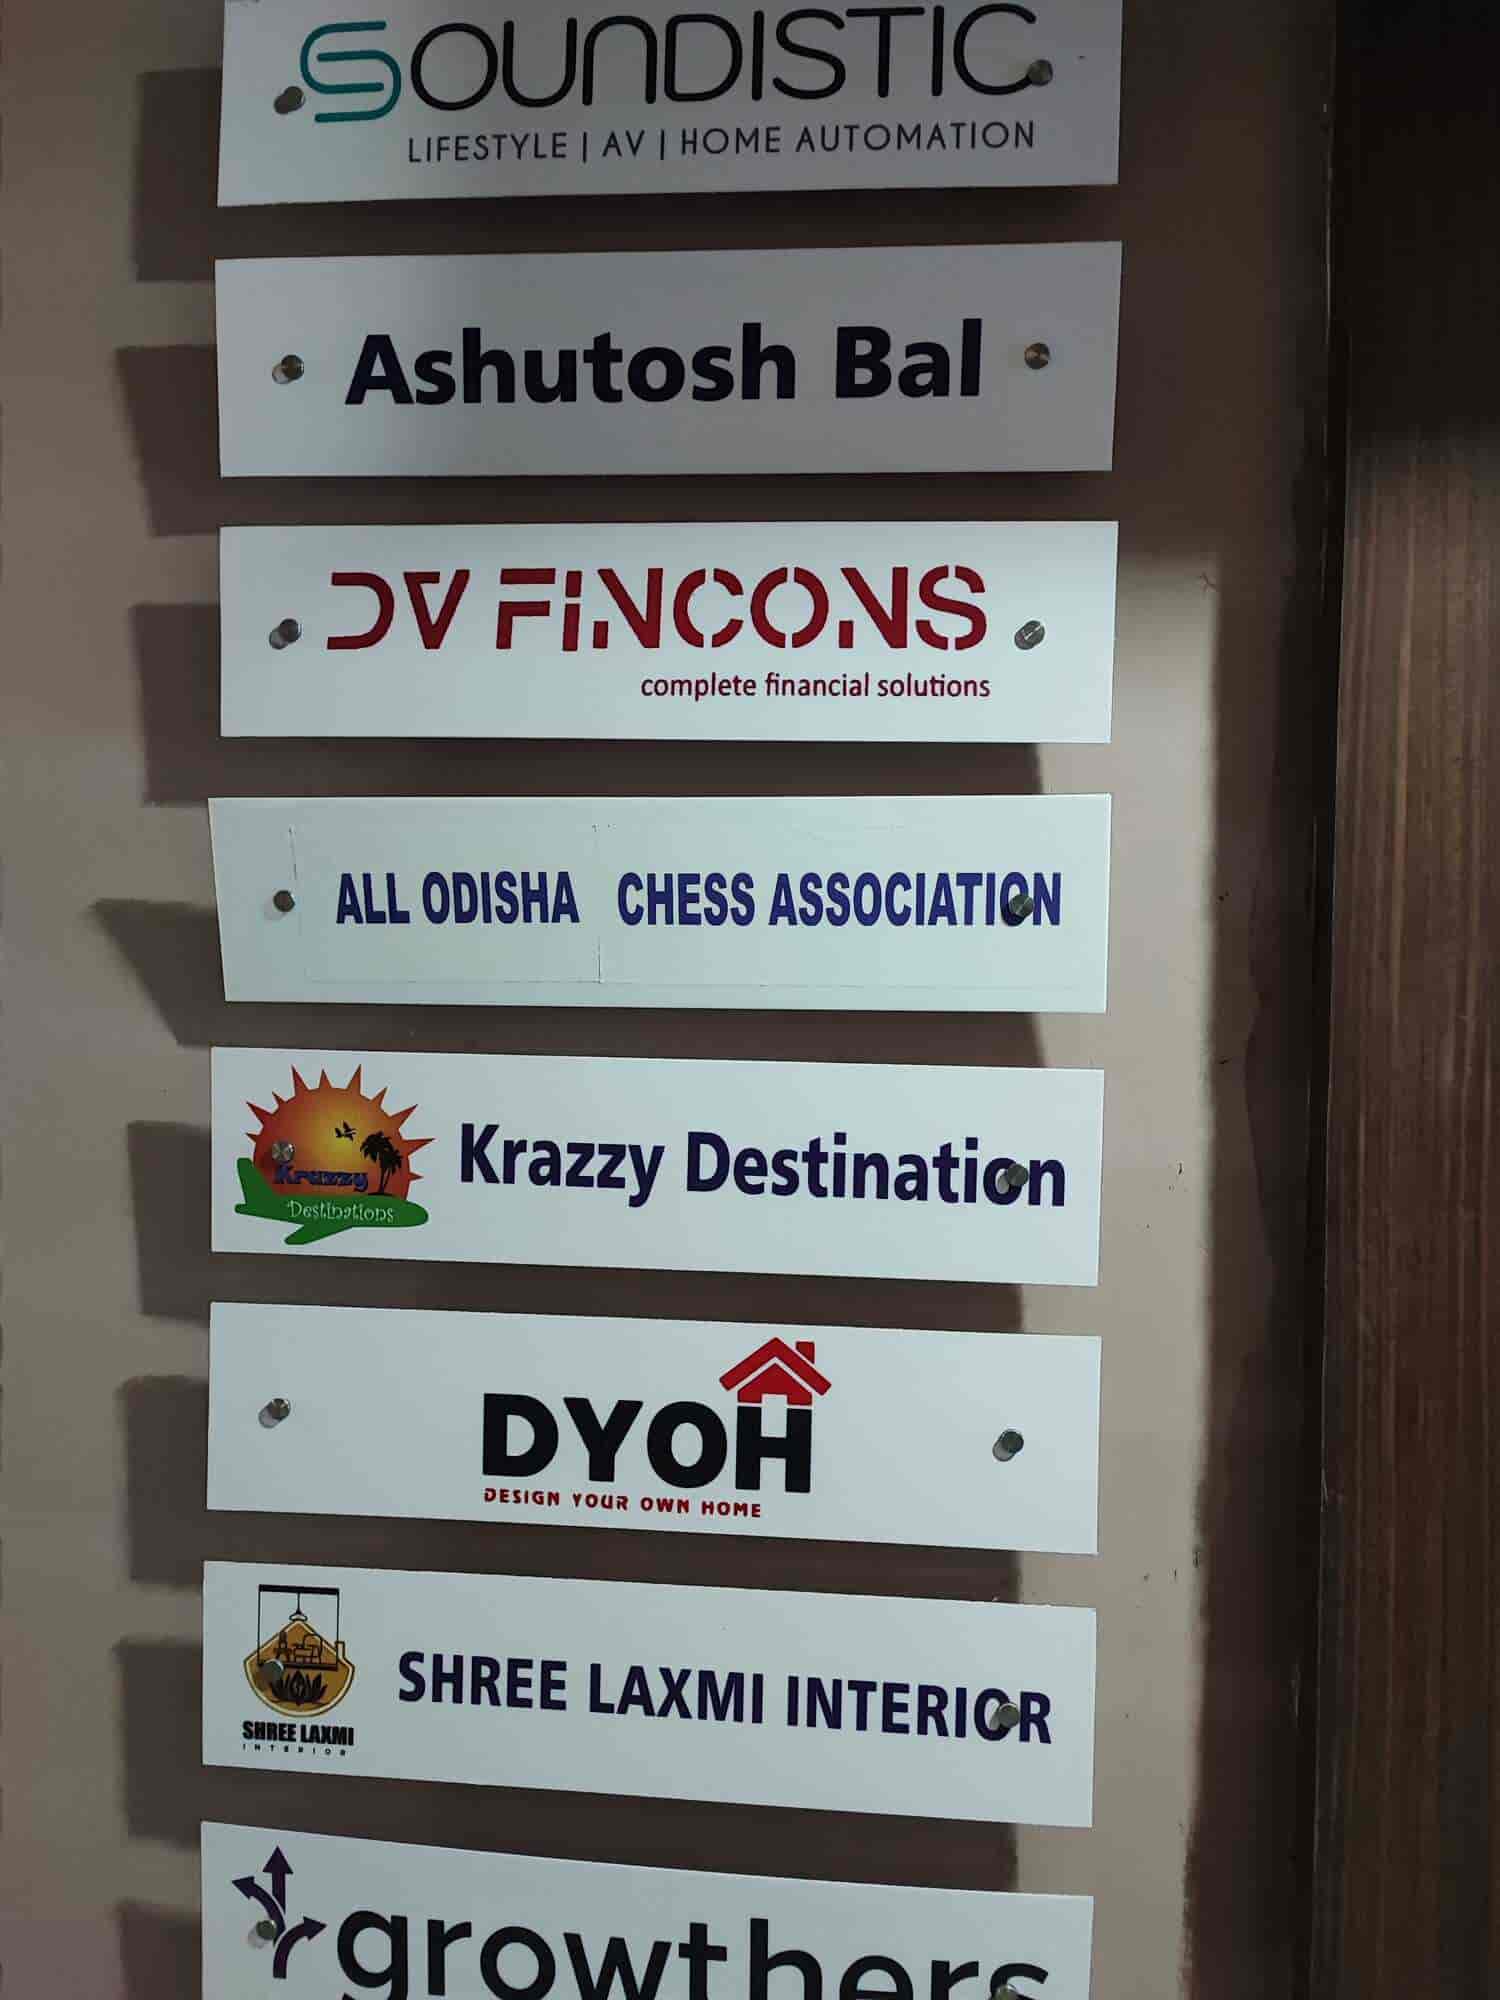 SOUNDISTIC
LIFESTYLE | AV | HOME AUTOMATION
Ashutosh Bal
DV FiNCONS
complete financial solutions
ALL ODISHA CHESS ASSOCIATION
Krazzy
Destinations
Krazzy Destination
DYOH
DESIGN YOUR OWN HOME
SHREE LAXMI
INTERIOR
SHREE LAXMI INTERIOR
growthers